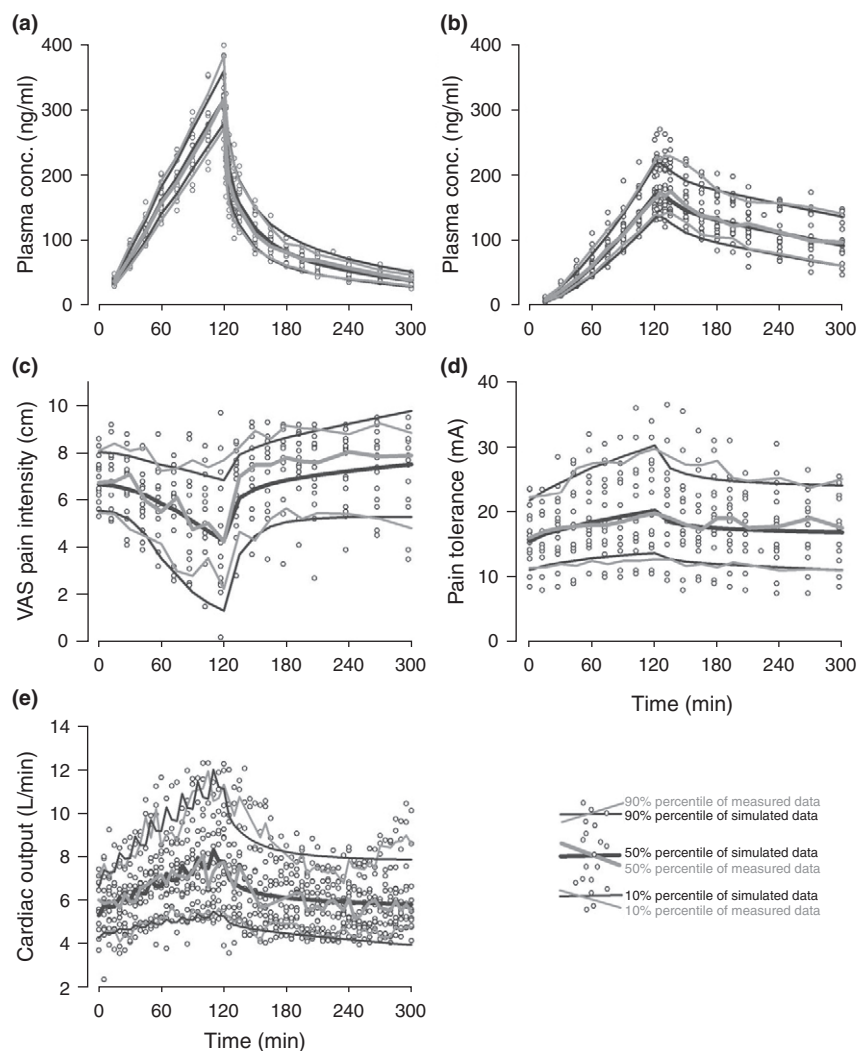 (a)
400
300
200
100
0
Plasma conc. (ng/ml)
0 60 120 180 240 300
(b)
400
300
200
100
0
Plasma conc. (ng/ml)
0 60 120 180 240 300
(c)
10
8
6
4
2
0
VAS pain intensity (cm)
0 60 120 180 240 300
(d)
40
30
20
10
0
Pain tolerance (mA)
0 60 120 180 240 300
Time (min)
(e)
14
12
10
8
6
4
2
Cardiac output (L/min)
0 60 120 180 240 300
Time (min)
90% percentile of measured data
90% percentile of simulated data
50% percentile of simulated data
50% percentile of measured data
10% percentile of simulated data
10% percentile of measured data